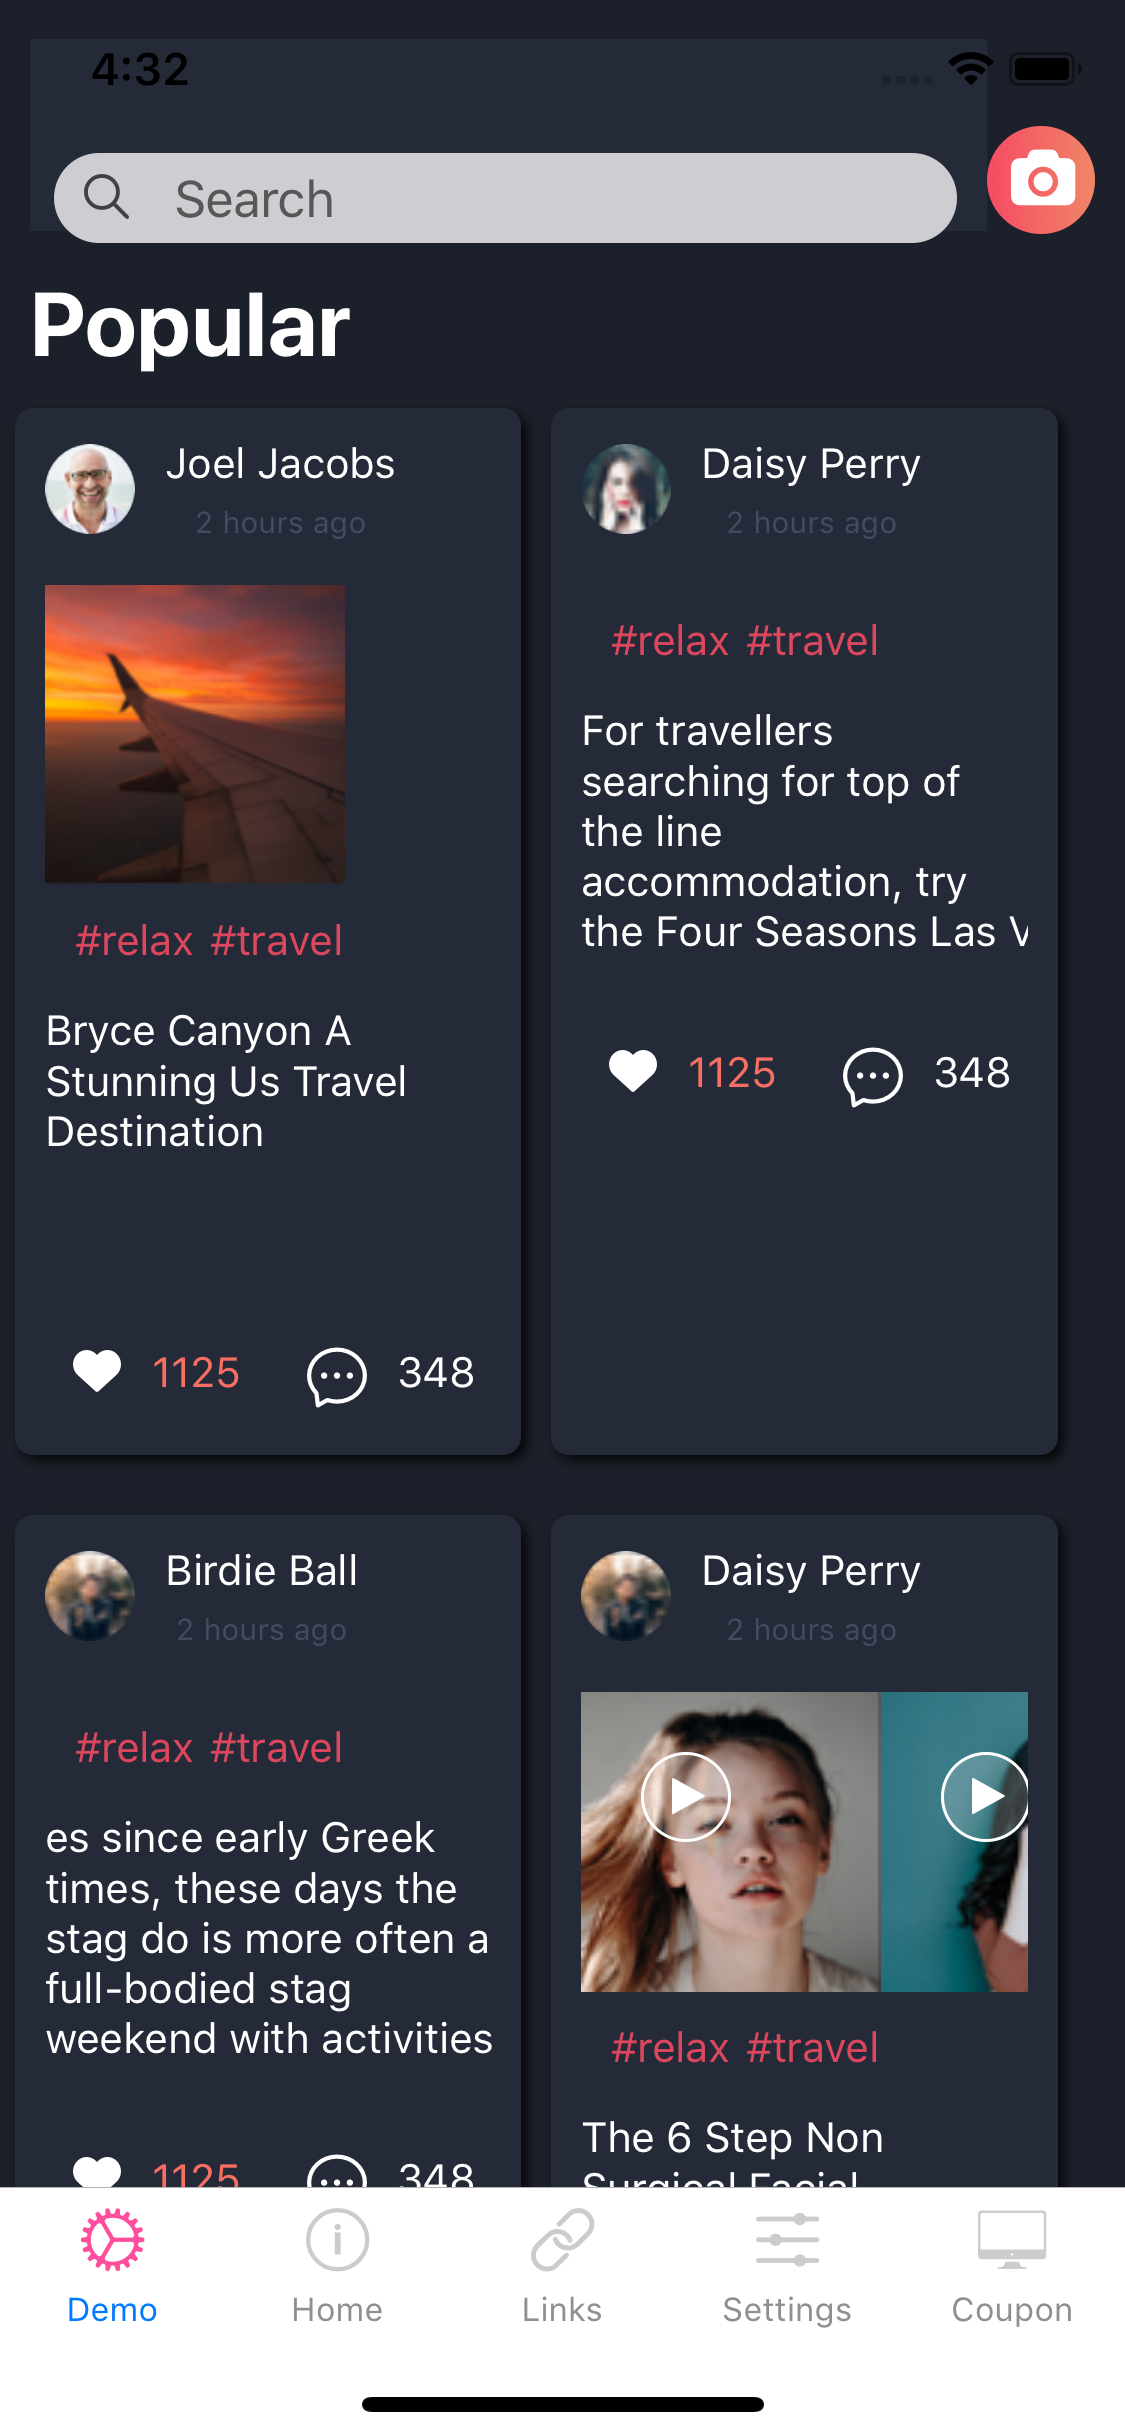 4:32
Search
Popular
Joel Jacobs
2 hours ago
#relax #travel
Bryce Canyon A
Stunning Us Travel
Destination
1125
348
Daisy Perry
2 hours ago
#relax #travel
For travellers
searching for top of
the line
accommodation, try
the Four Seasons Las V
1125
348
Birdie Ball
2 hours ago
#relax #travel
es since early Greek
times, these days the
stag do is more often a
full-bodied stag
weekend with activities
1125
348
Daisy Perry
2 hours ago
#relax #travel
The 6 Step Non
Surgical Facial
Demo
Home
Links
Settings
Coupon